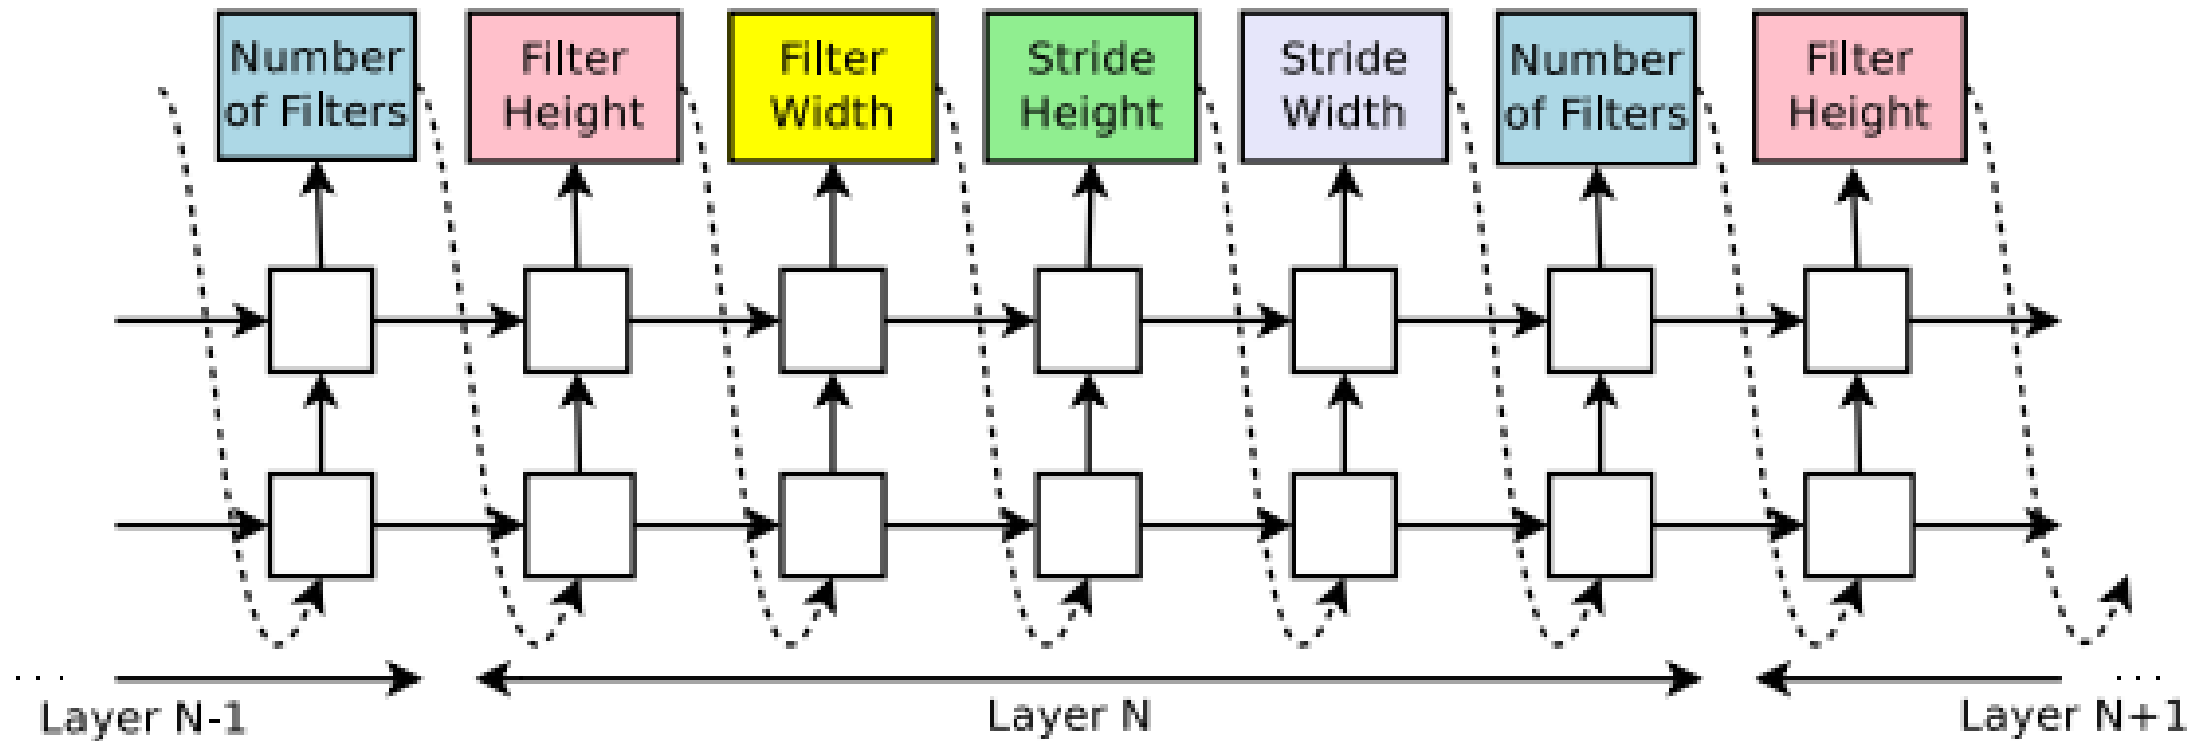 Number
of Filters
Filter
Height
Filter
Width
Stride
Height
Stride
Width
Number
of Filters
Filter
Height
. . .
Layer N-1
Layer N
. . .
Layer N+1